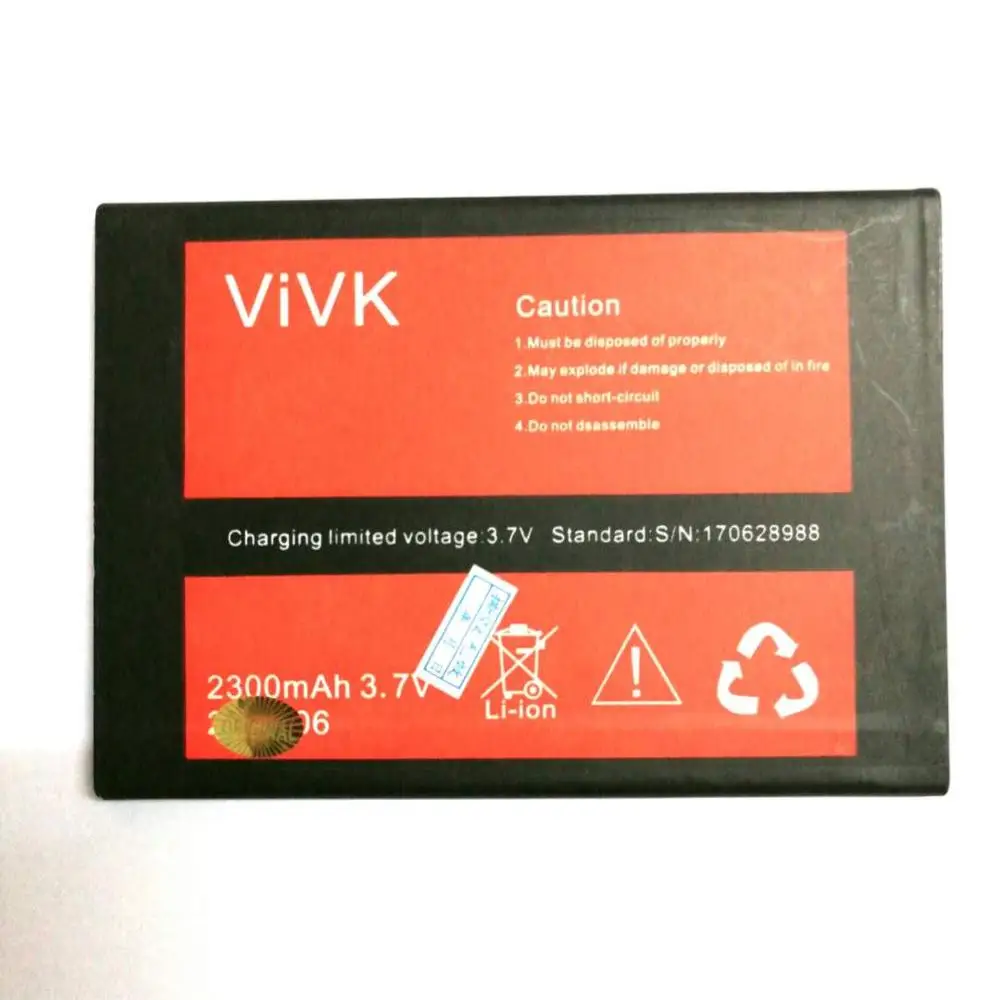 ViVK
Caution
1.Must be disposed of properly
2.May explode if damage or disposed of in fire
3.Do not short-circuit
4.Do not dsassemble
Charging limited voltage:3.7V Standard:S/N:170628988
2300mAh 3.7V
Li-ion